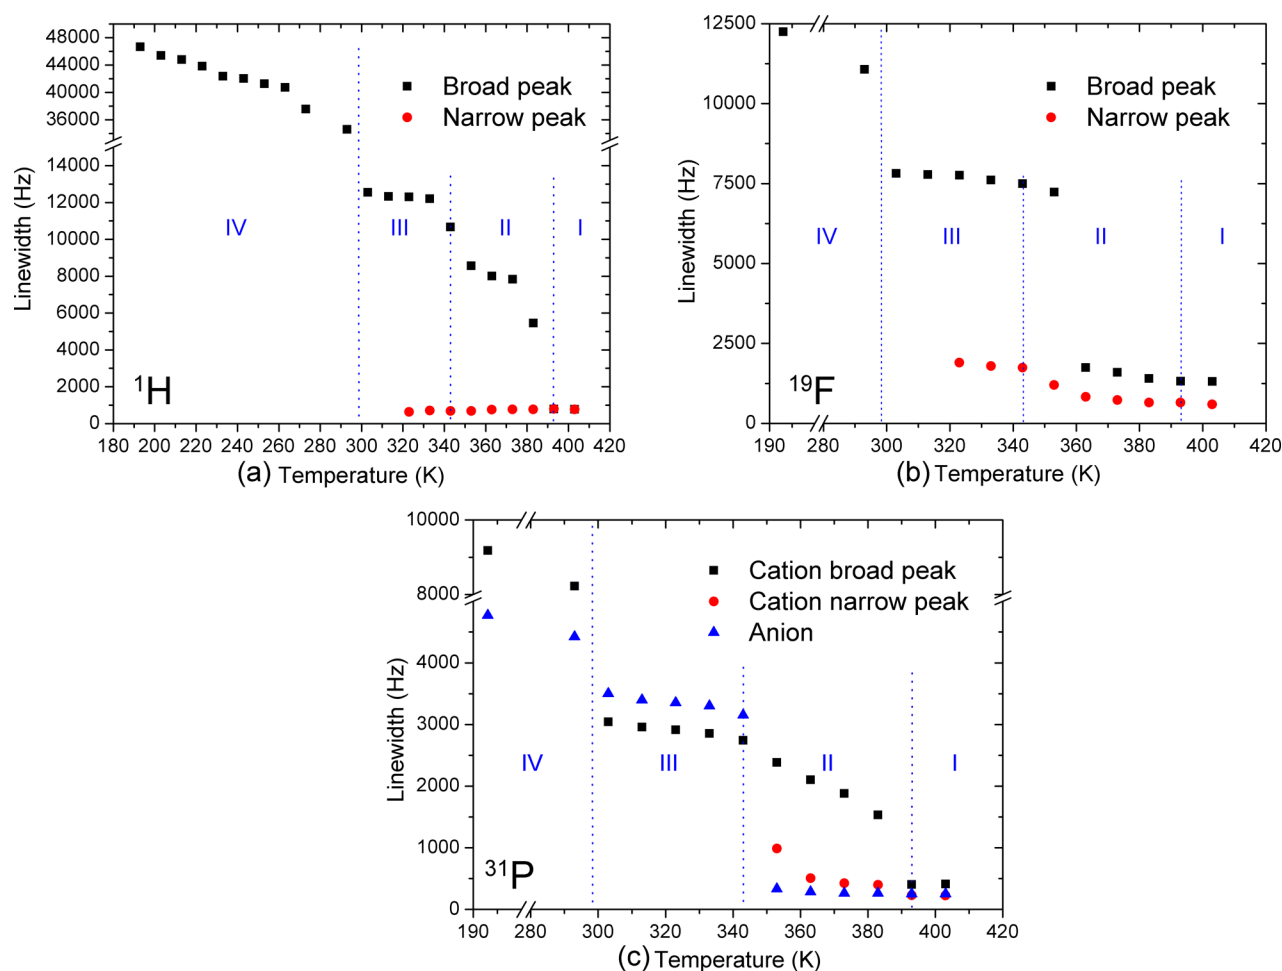 48000
44000
40000
36000
14000
12000
10000
8000
6000
4000
2000
0
Linewidth (Hz)
Broad peak
Narrow peak
IV III II I
¹H
180 200 220 240 260 280 300 320 340 360 380 400 420
(a) Temperature (K)
12500
10000
7500
5000
2500
0
Linewidth (Hz)
Broad peak
Narrow peak
IV III II I
¹⁹F
190 280 300 320 340 360 380 400 420
(b) Temperature (K)
10000
8000
4000
3000
2000
1000
0
Linewidth (Hz)
Cation broad peak
Cation narrow peak
Anion
IV III II I
³¹P
190 280 300 320 340 360 380 400 420
(c) Temperature (K)